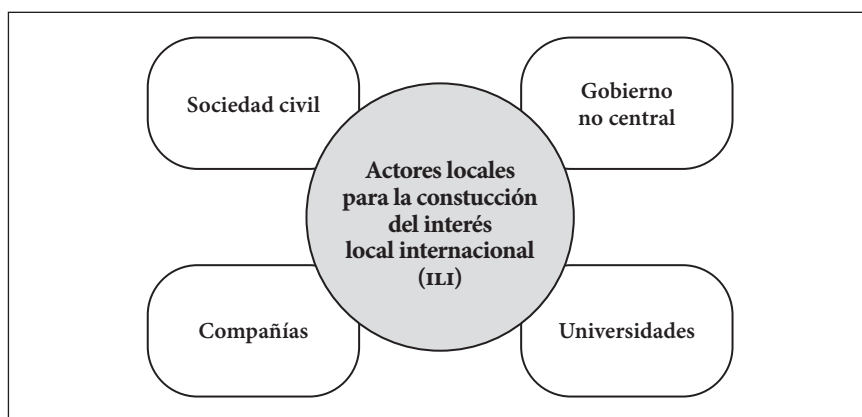 Sociedad civil
Gobierno
no central
Actores locales
para la constucción
del interés
local internacional
(ILI)
Compañías
Universidades